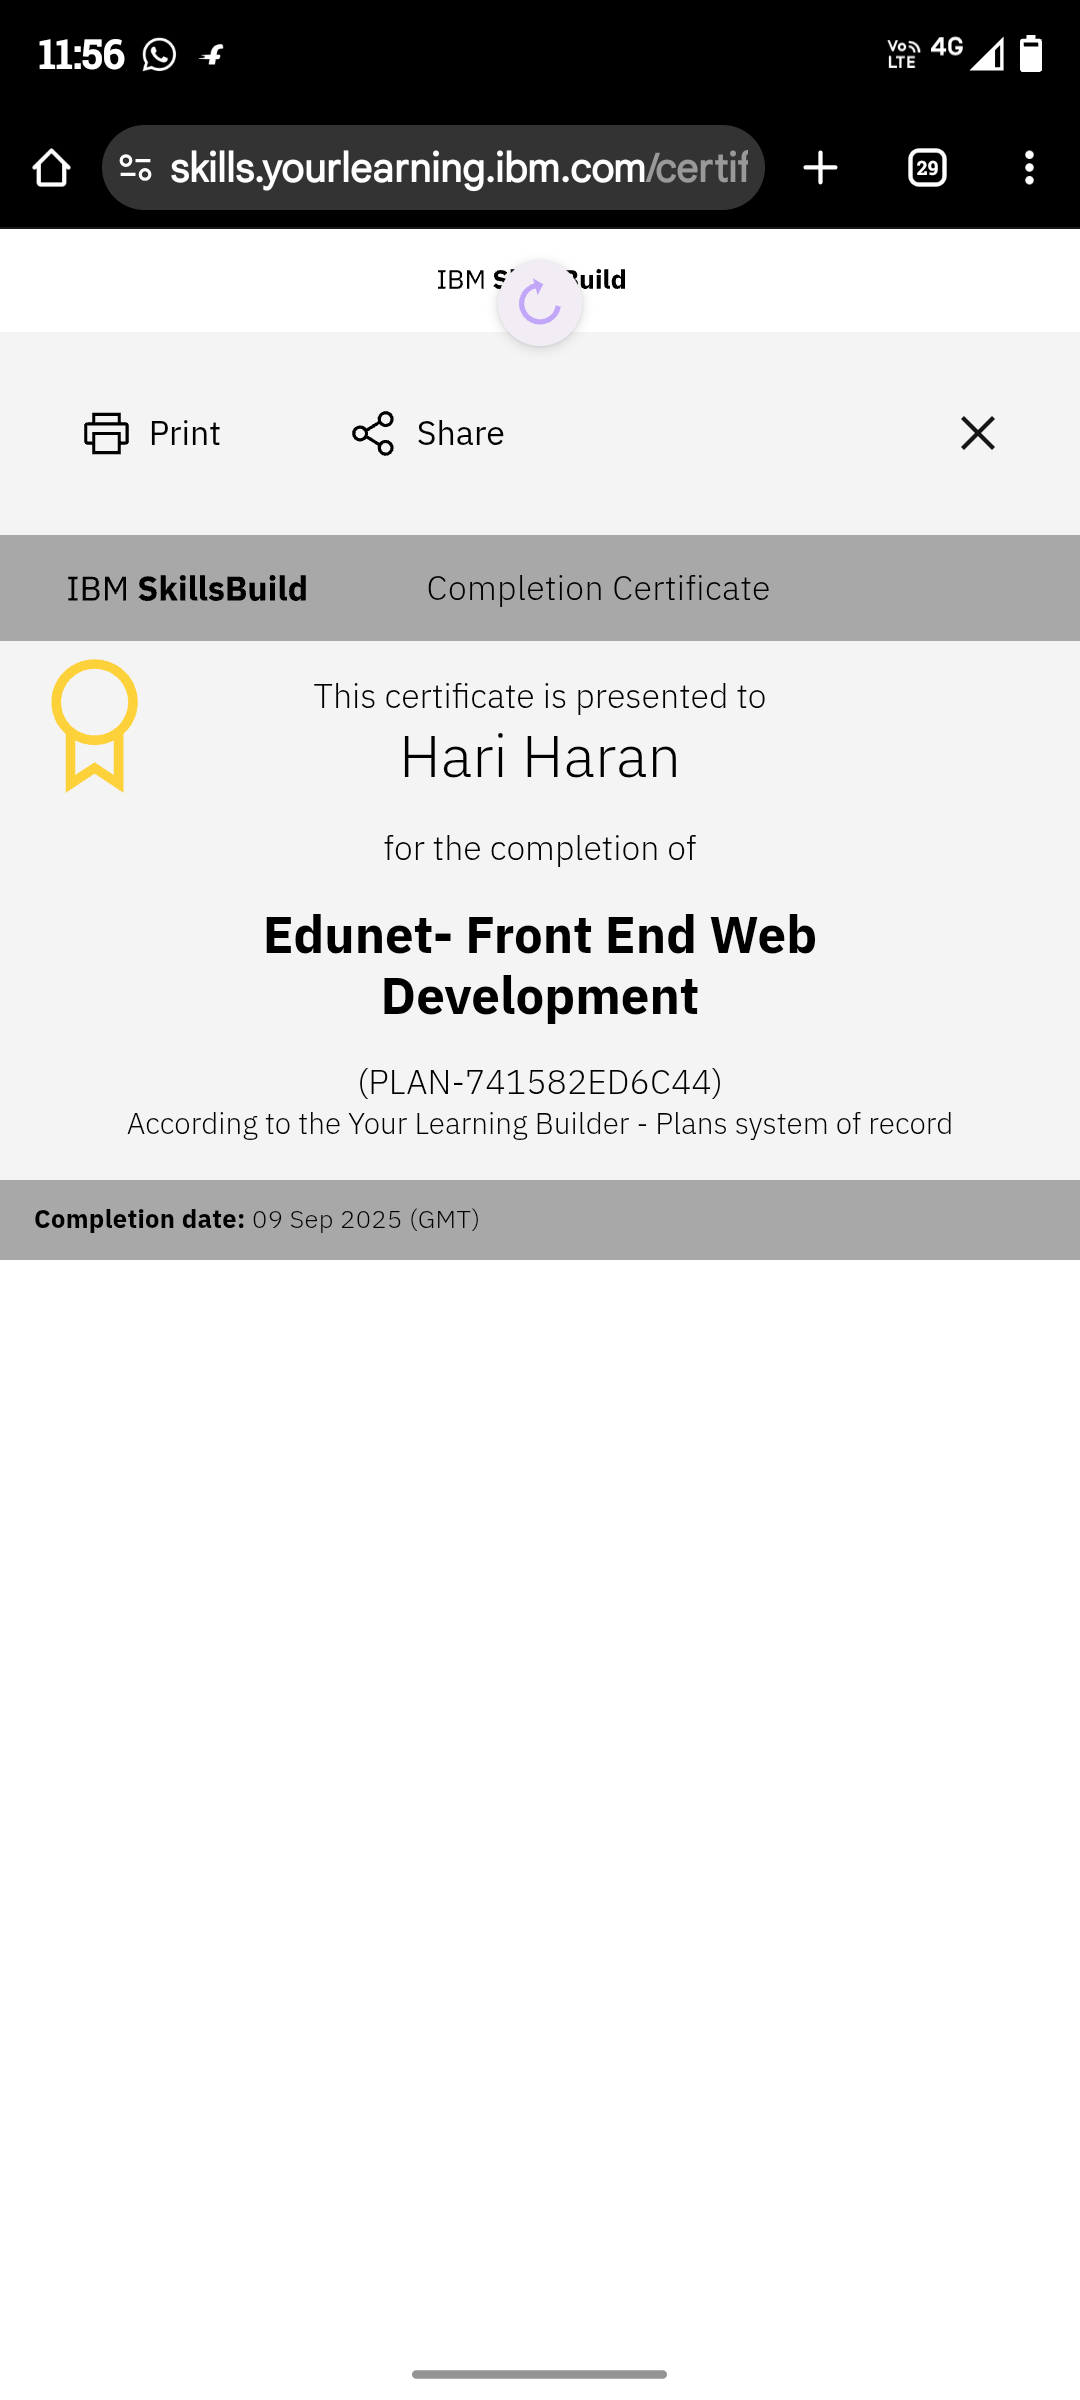 11:56
Vo
LTE
4G
skills.yourlearning.ibm.com/certif
29
IBM
Print
Share
IBM SkillsBuild
Completion Certificate
This certificate is presented to
Hari Haran
for the completion of
Edunet- Front End Web
Development
(PLAN-741582ED6C44)
According to the Your Learning Builder - Plans system of record
Completion date: 09 Sep 2025 (GMT)